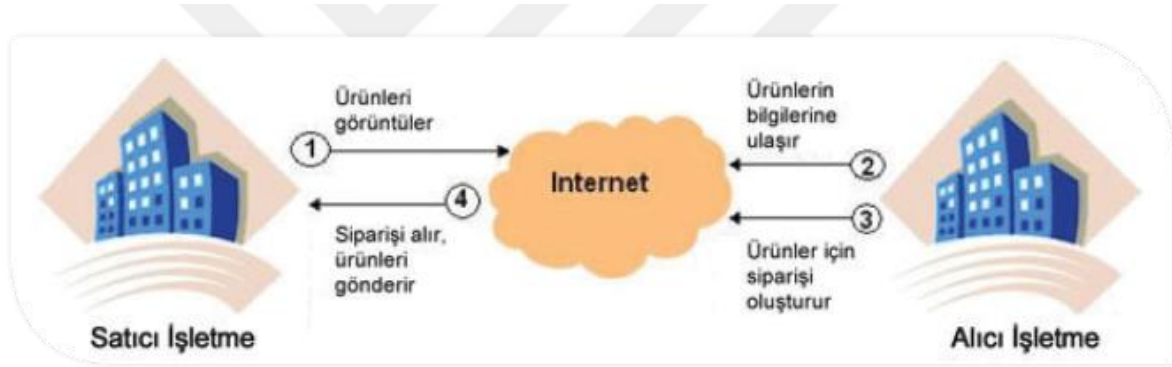 Ürünleri
görüntüler
1
4
Siparişi alır,
ürünleri
gönderir
Satıcı İşletme
Internet
Ürünlerin
bilgilerine
ulaşır
2
3
Ürünler için
siparişi
oluşturur
Alıcı İşletme